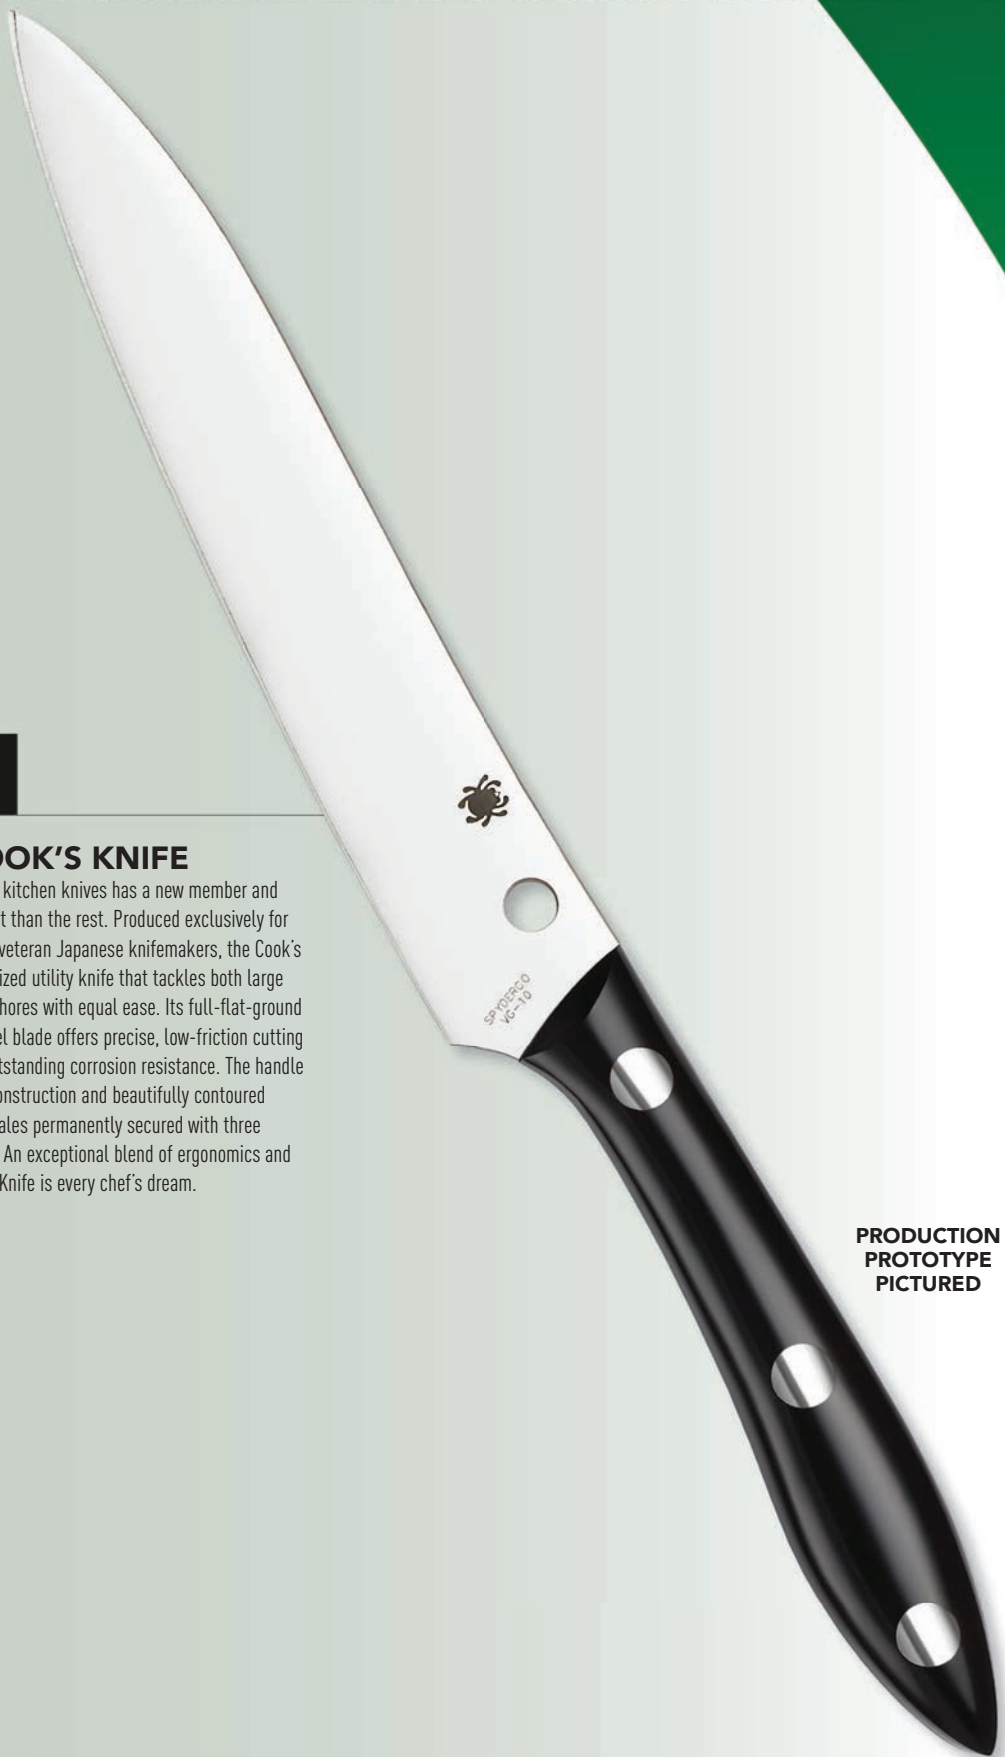 OOK'S KNIFE
kitchen knives has a new member and
t than the rest. Produced exclusively for
veteran Japanese knifemakers, the Cook's
ized utility knife that tackles both large
hores with equal ease. Its full-flat-ground
el blade offers precise, low-friction cutting
tstanding corrosion resistance. The handle
onstruction and beautifully contoured
ales permanently secured with three
An exceptional blend of ergonomics and
Knife is every chef's dream.
SPYDERCO
VG-10
PRODUCTION
PROTOTYPE
PICTURED